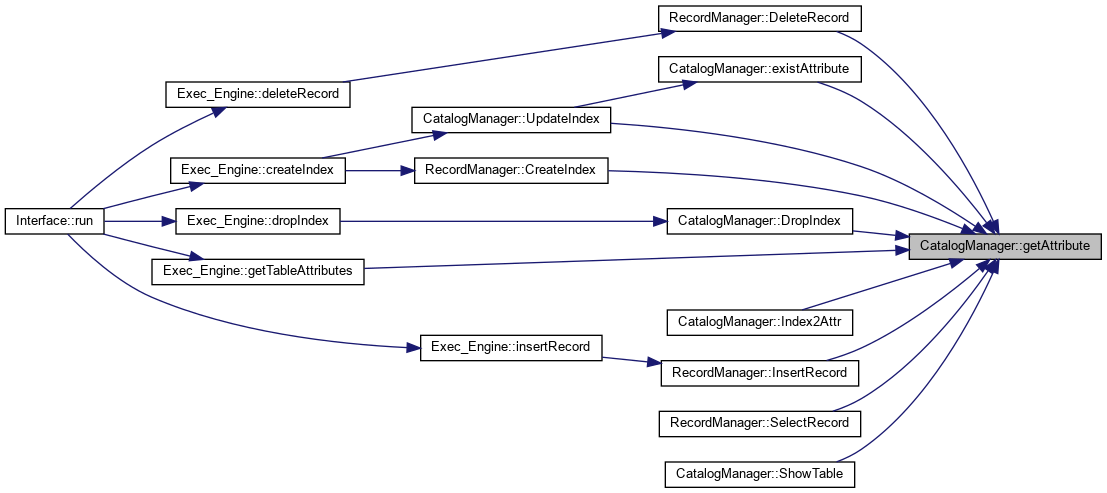 RecordManager::DeleteRecord
CatalogManager::existAttribute
Exec_Engine::deleteRecord
CatalogManager::UpdateIndex
Exec_Engine::createIndex
RecordManager::CreateIndex
Interface::run
Exec_Engine::dropIndex
CatalogManager::DropIndex
CatalogManager::getAttribute
Exec_Engine::getTableAttributes
CatalogManager::Index2Attr
Exec_Engine::insertRecord
RecordManager::InsertRecord
RecordManager::SelectRecord
CatalogManager::ShowTable